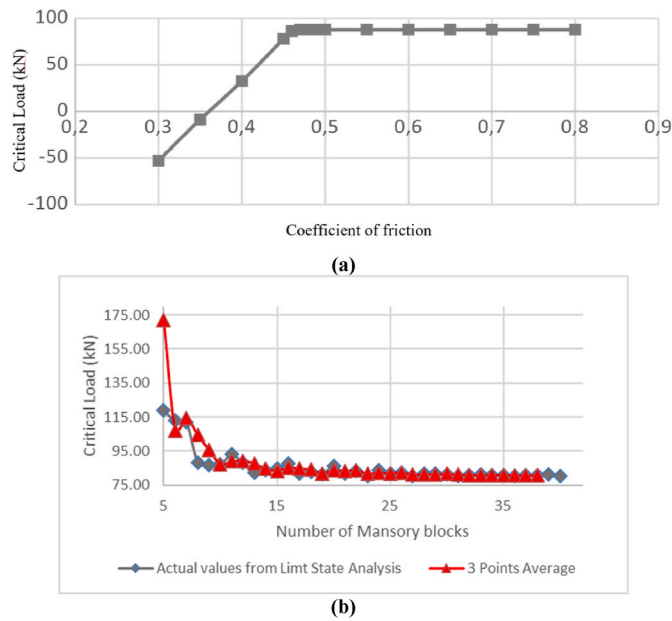 100
50
0
-50
-100
0,2 0,3 0,4 0,5 0,6 0,7 0,8 0,9
Critical Load (kN)
Coefficient of friction
(a)
175.00
155.00
135.00
115.00
95.00
75.00
Critical Load (kN)
5 15 25 35
Number of Mansory blocks
Actual values from Limt State Analysis 3 Points Average
(b)